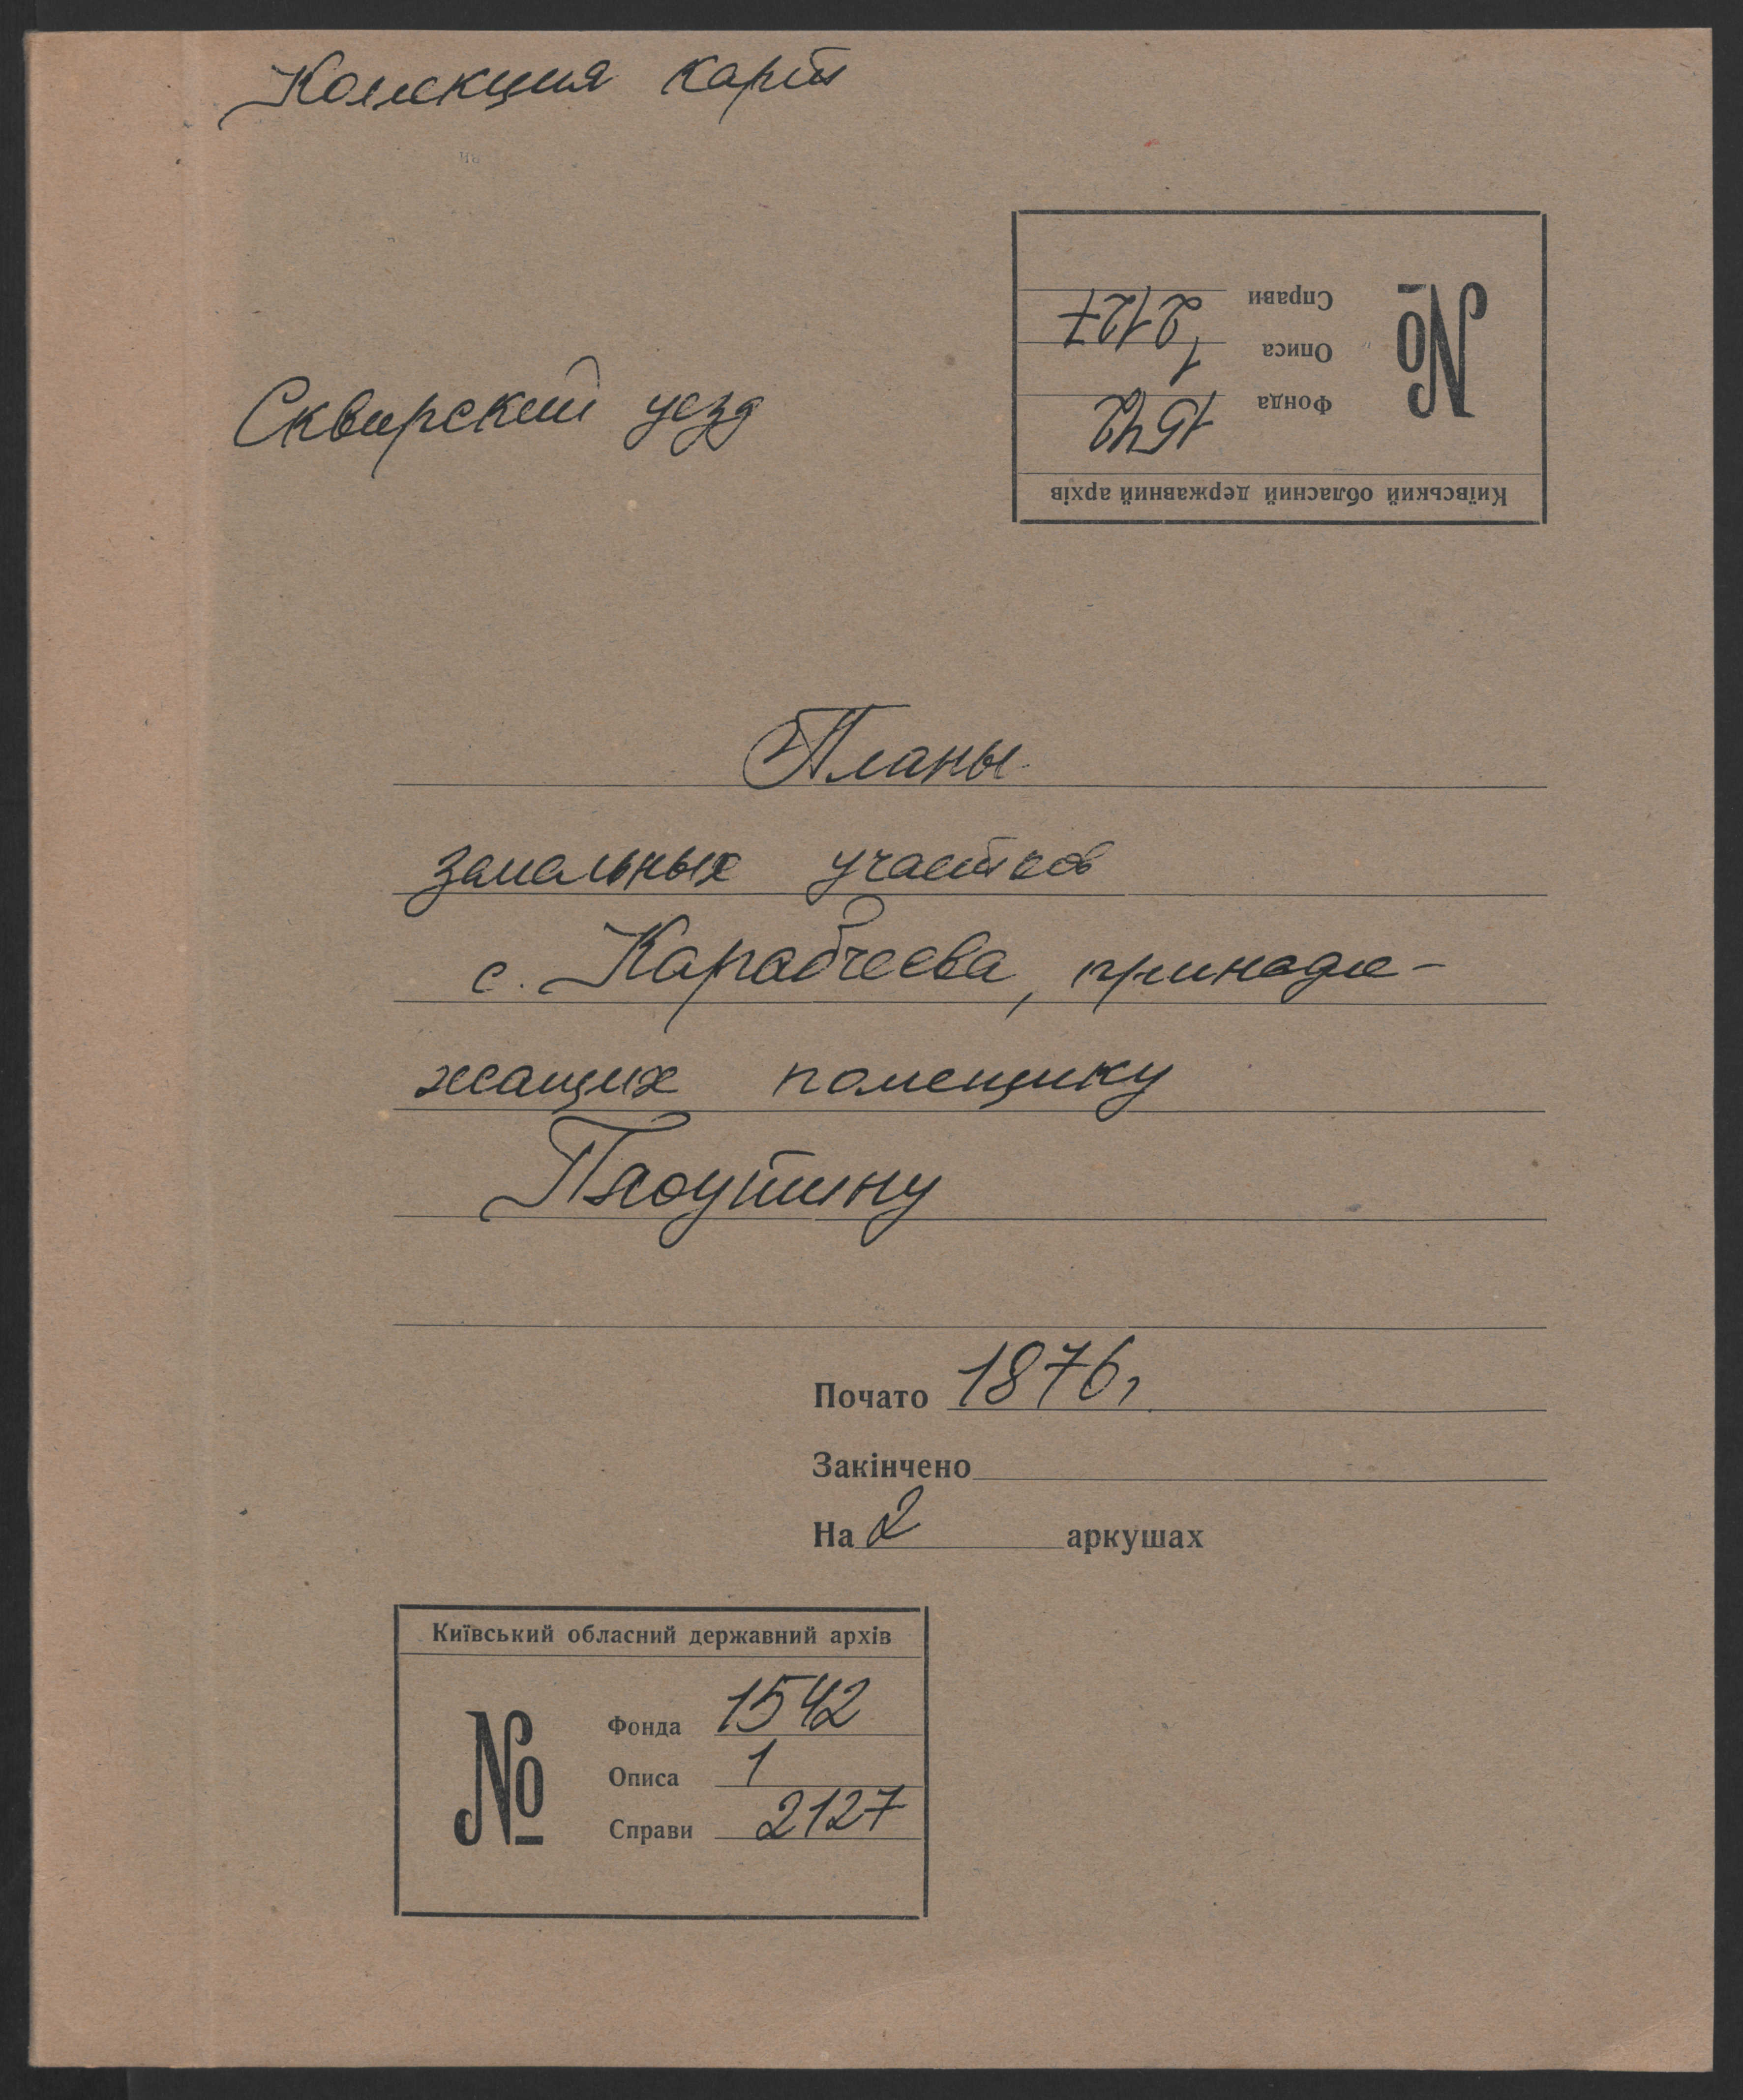 Коллекция карт
Справи 2127
Описа 1
Фонда 1542
Київський обласний державний архів
№
Сквирский уезд
Планы
земельных участков
с. Карабчеева, принадле-
жащих помещику
Плоутину
Почато 1876 г.
Закінчено
На 2 аркушах
Київський обласний державний архів
№
Фонда 1542
Описа 1
Справи 2127